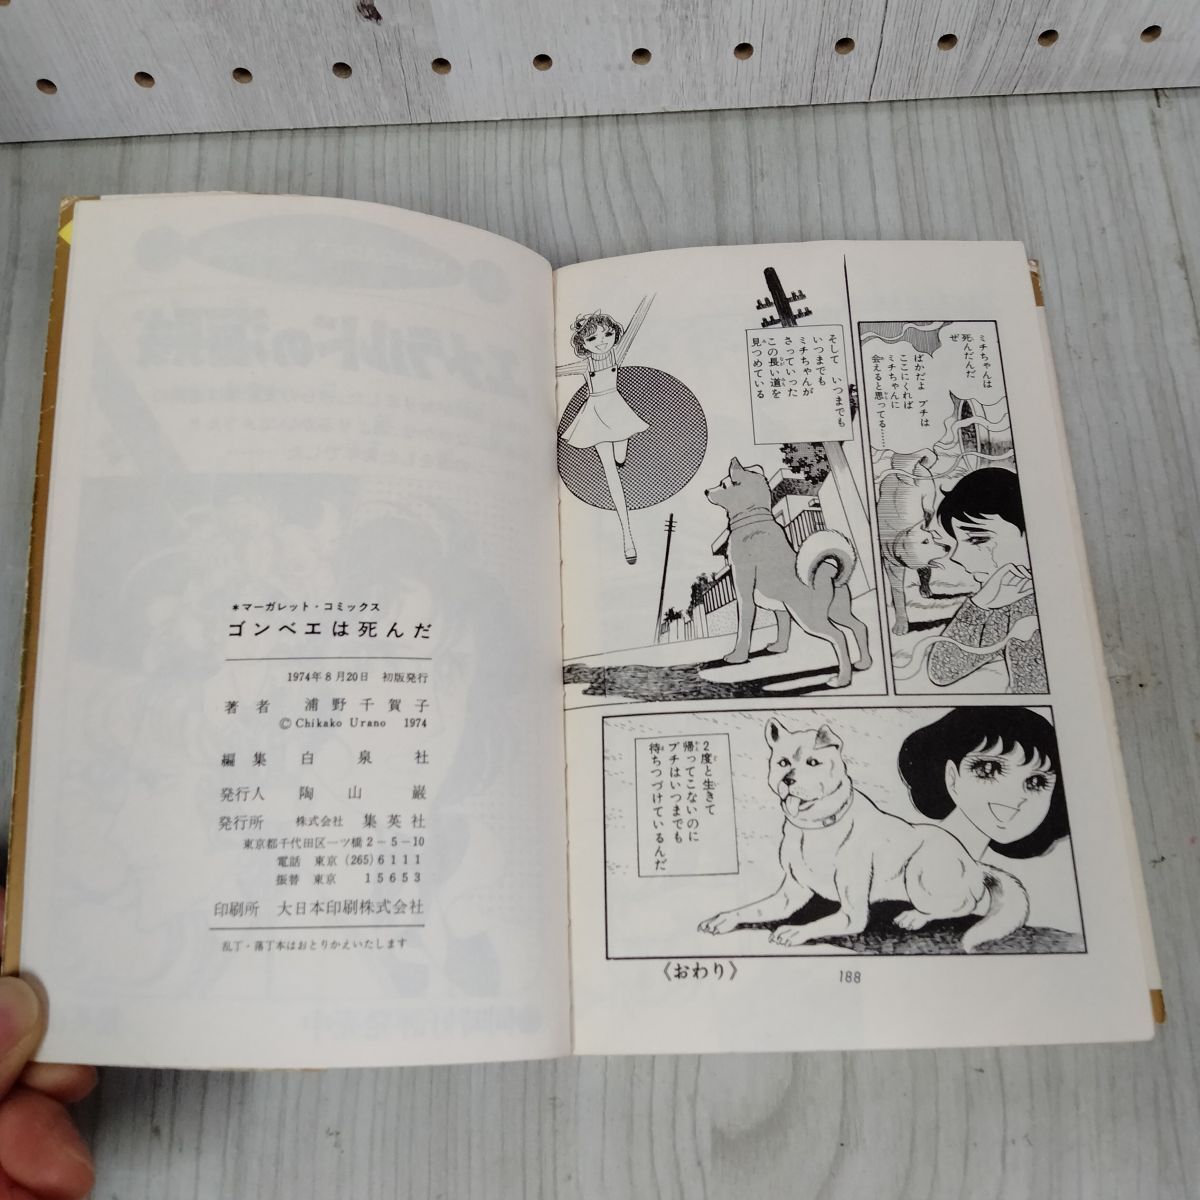 ミチちゃんは
死んだんだ
ぜ
ばかだよ プチは
ここにくれば
ミチちゃんに
会えると思ってる……
そして いつまでも
いつまでも
ミチちゃんが
さっていった
この長い道を
見つめている
2度と生きて
帰ってこないのに
プチはいつまでも
待ちつづけているんだ
《おわり》
188
＊マーガレット・コミックス
ゴンベエは死んだ
1974年8月20日 初版発行
著者 浦野千賀子
©Chikako Urano 1974
編集 白泉社
発行人 陶山巌
発行所 株式会社 集英社
東京都千代田区一ツ橋2－5－10
電話 東京(265)6111
振替 東京 15653
印刷所 大日本印刷株式会社
乱丁・落丁本はおとりかえいたします